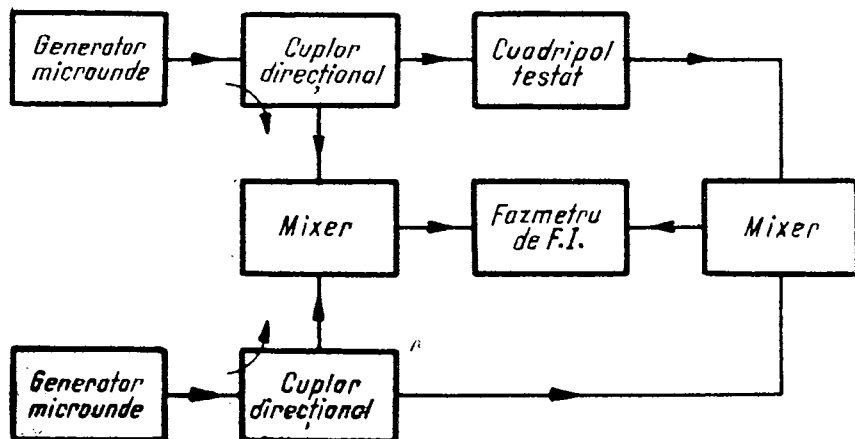 Generator
microunde
Cuplor
direcțional
Cuadripol
testat
Mixer
Fazmetru
de F.I.
Mixer
Generator
microunde
Cuplor
direcțional